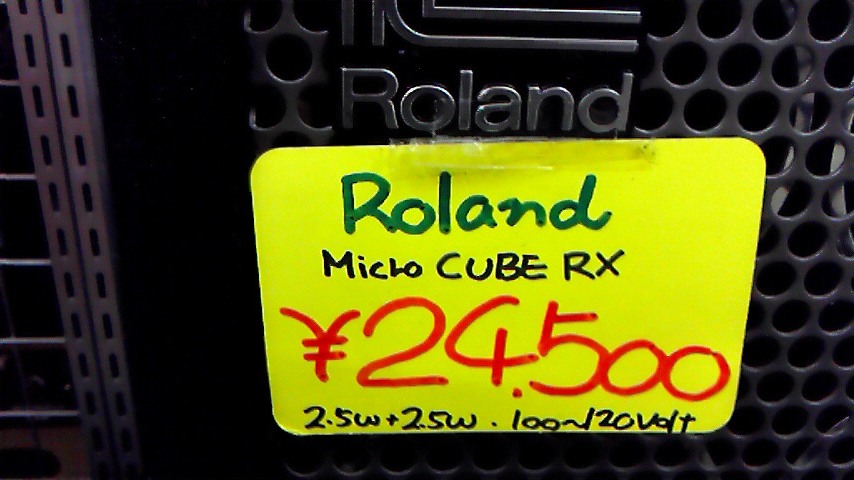 Roland
Roland
Micro CUBE RX
¥24,500
2.5W+2.5W . 100~120Volt